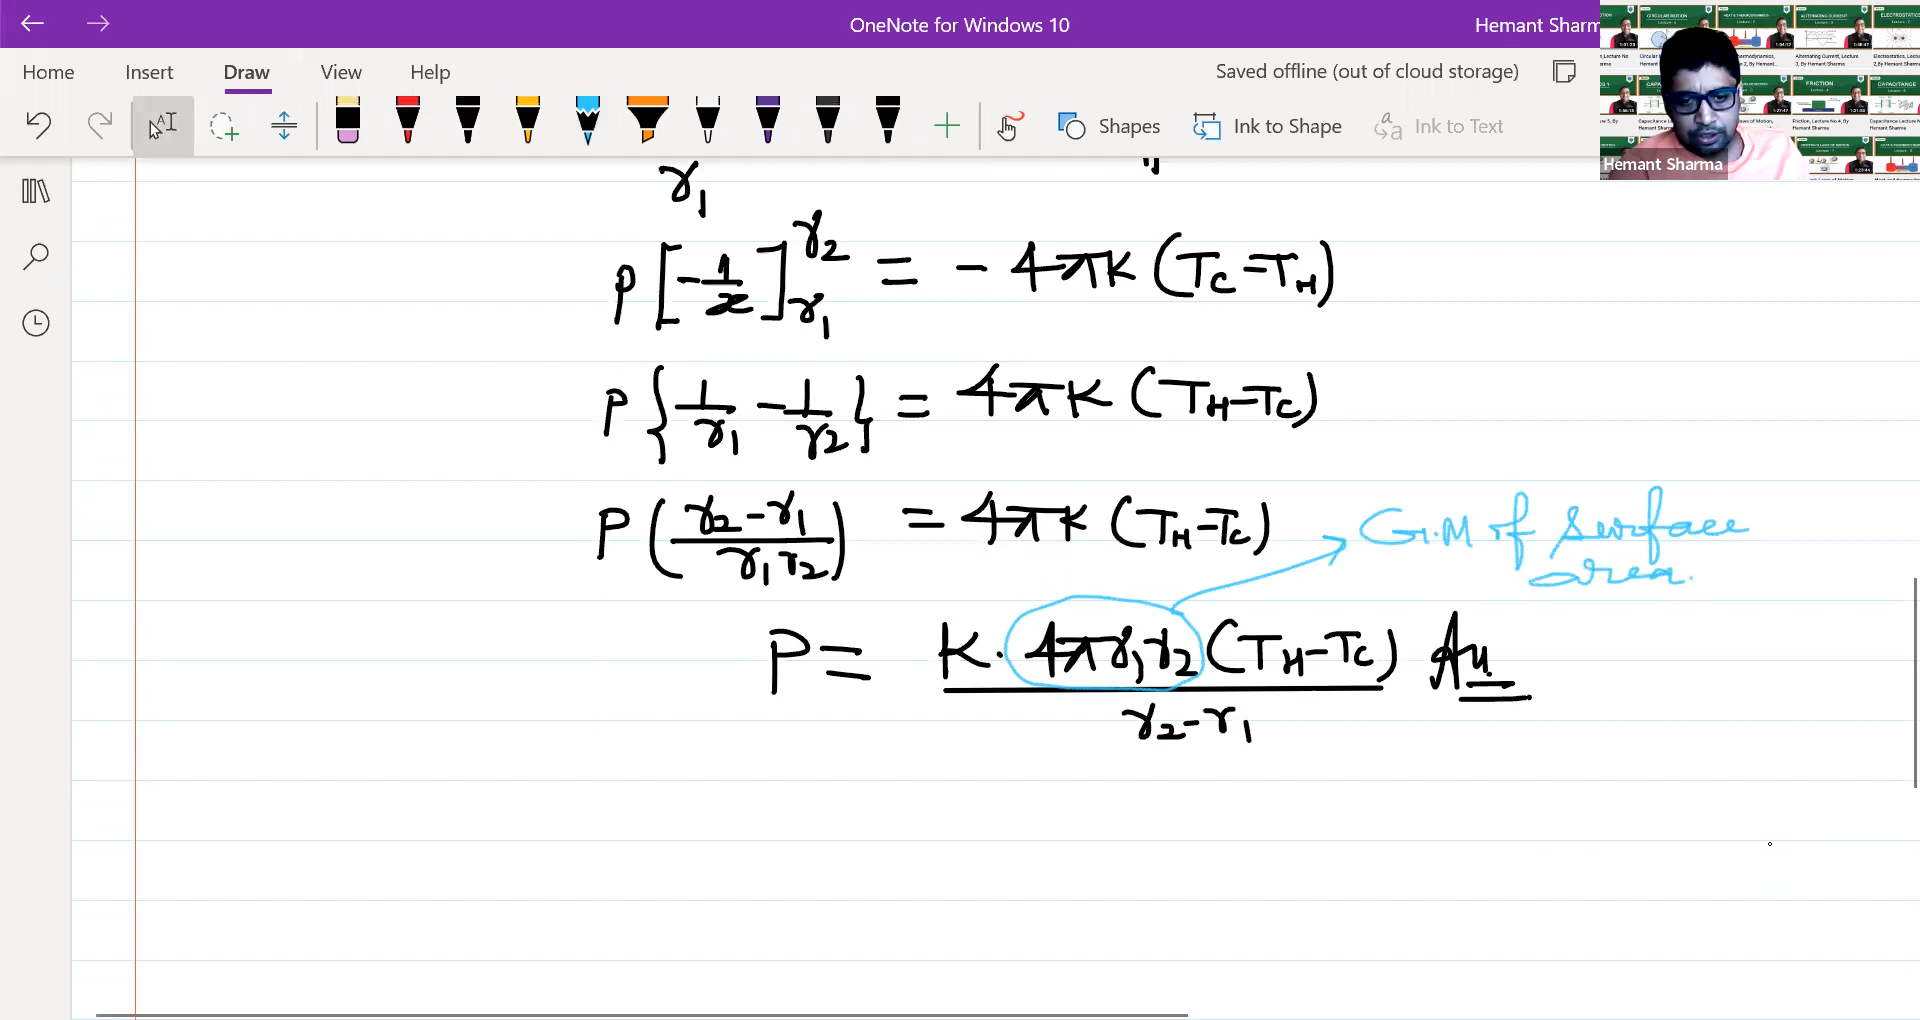 OneNote for Windows 10
Hemant Sharm
Home Insert Draw View Help
Saved offline (out of cloud storage)
Shapes Ink to Shape Ink to Text
Hemant Sharma
r₁
P[-1/x]r₁^r₂ = - 4πK (Tc - TH)
P{1/r₁ - 1/r₂} = 4πK (TH - Tc)
P((r₂ - r₁)/(r₁r₂)) = 4πK (TH - Tc)
G.M of surface
area.
P = K. 4πr₁r₂ (TH - Tc)
r₂ - r₁